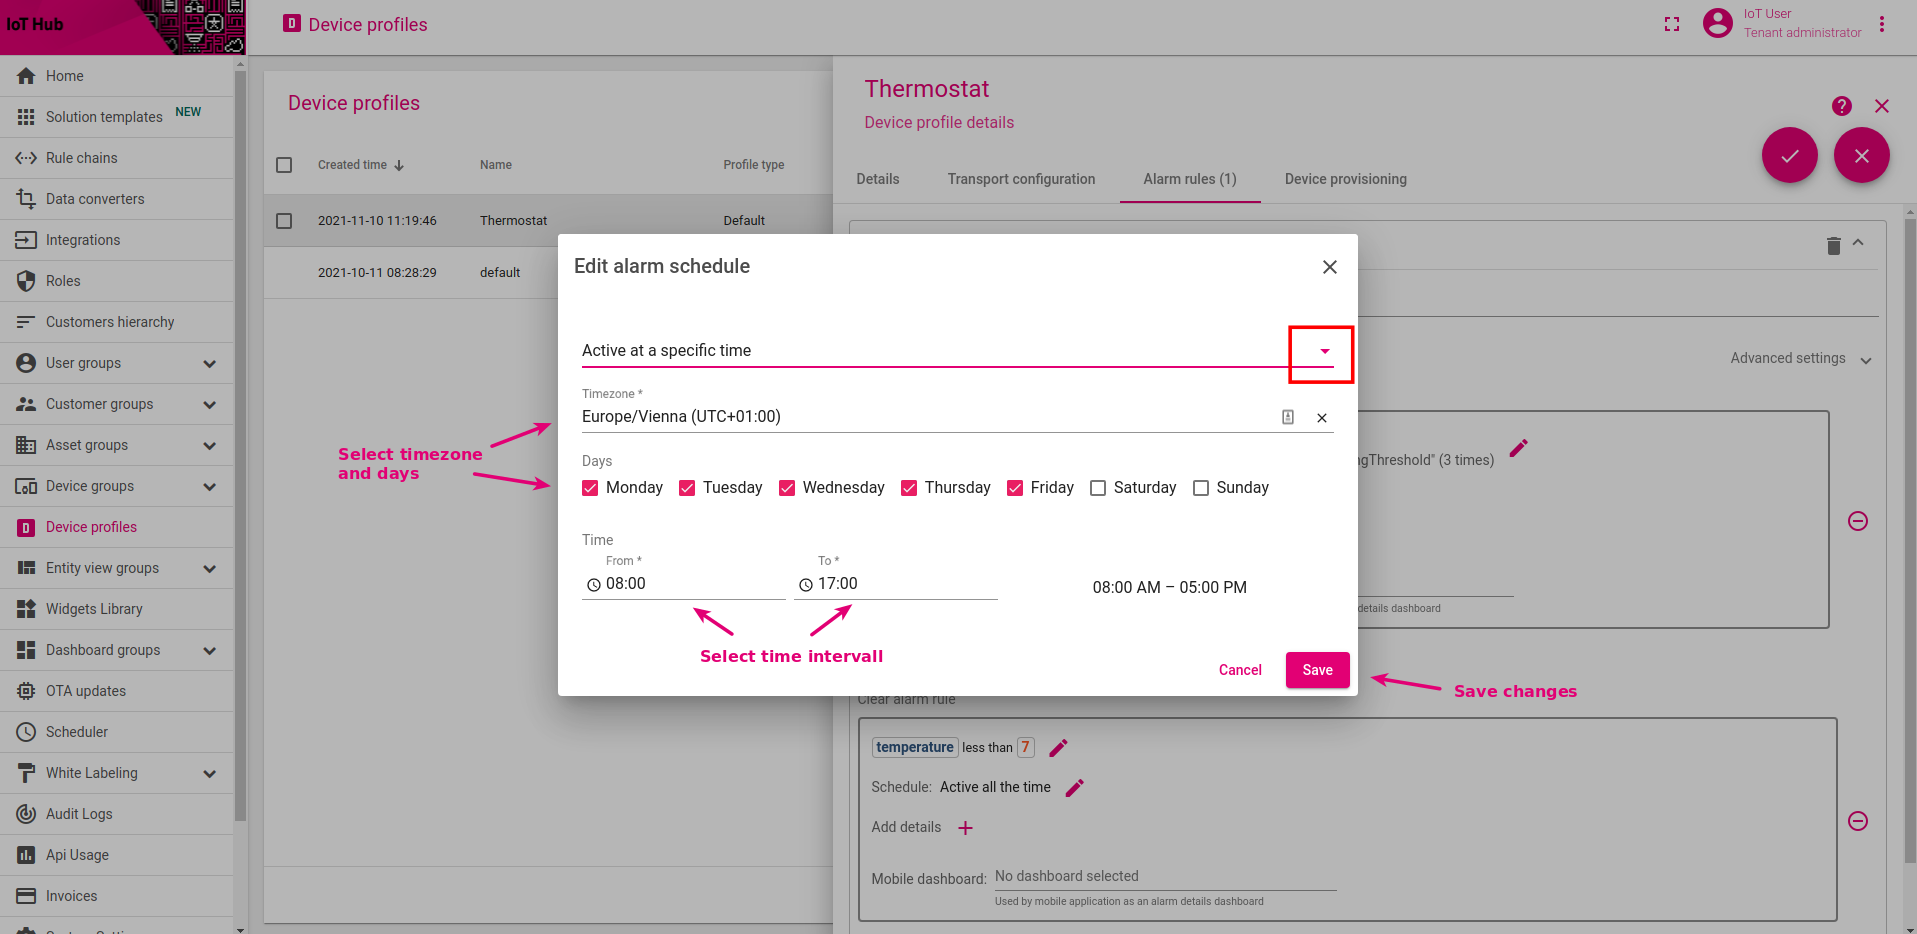 IoT Hub
Device profiles
IoT User
Tenant administrator
Home
Solution templates NEW
Rule chains
Data converters
Integrations
Roles
Customers hierarchy
User groups
Customer groups
Asset groups
Device groups
Device profiles
Entity view groups
Widgets Library
Dashboard groups
OTA updates
Scheduler
White Labeling
Audit Logs
Api Usage
Invoices
Device profiles
Created time Name Profile type
2021-11-10 11:19:46 Thermostat Default
2021-10-11 08:28:29 default
Thermostat
Device profile details
Details Transport configuration Alarm rules (1) Device provisioning
Advanced settings
gThreshold" (3 times)
details dashboard
Edit alarm schedule
Active at a specific time
Timezone *
Europe/Vienna (UTC+01:00)
Select timezone
and days
Days
Monday Tuesday Wednesday Thursday Friday Saturday Sunday
Time
From * To *
08:00 17:00 08:00 AM – 05:00 PM
Select time intervall
Cancel Save
Save changes
Clear alarm rule
temperature less than 7
Schedule: Active all the time
Add details
Mobile dashboard: No dashboard selected
Used by mobile application as an alarm details dashboard